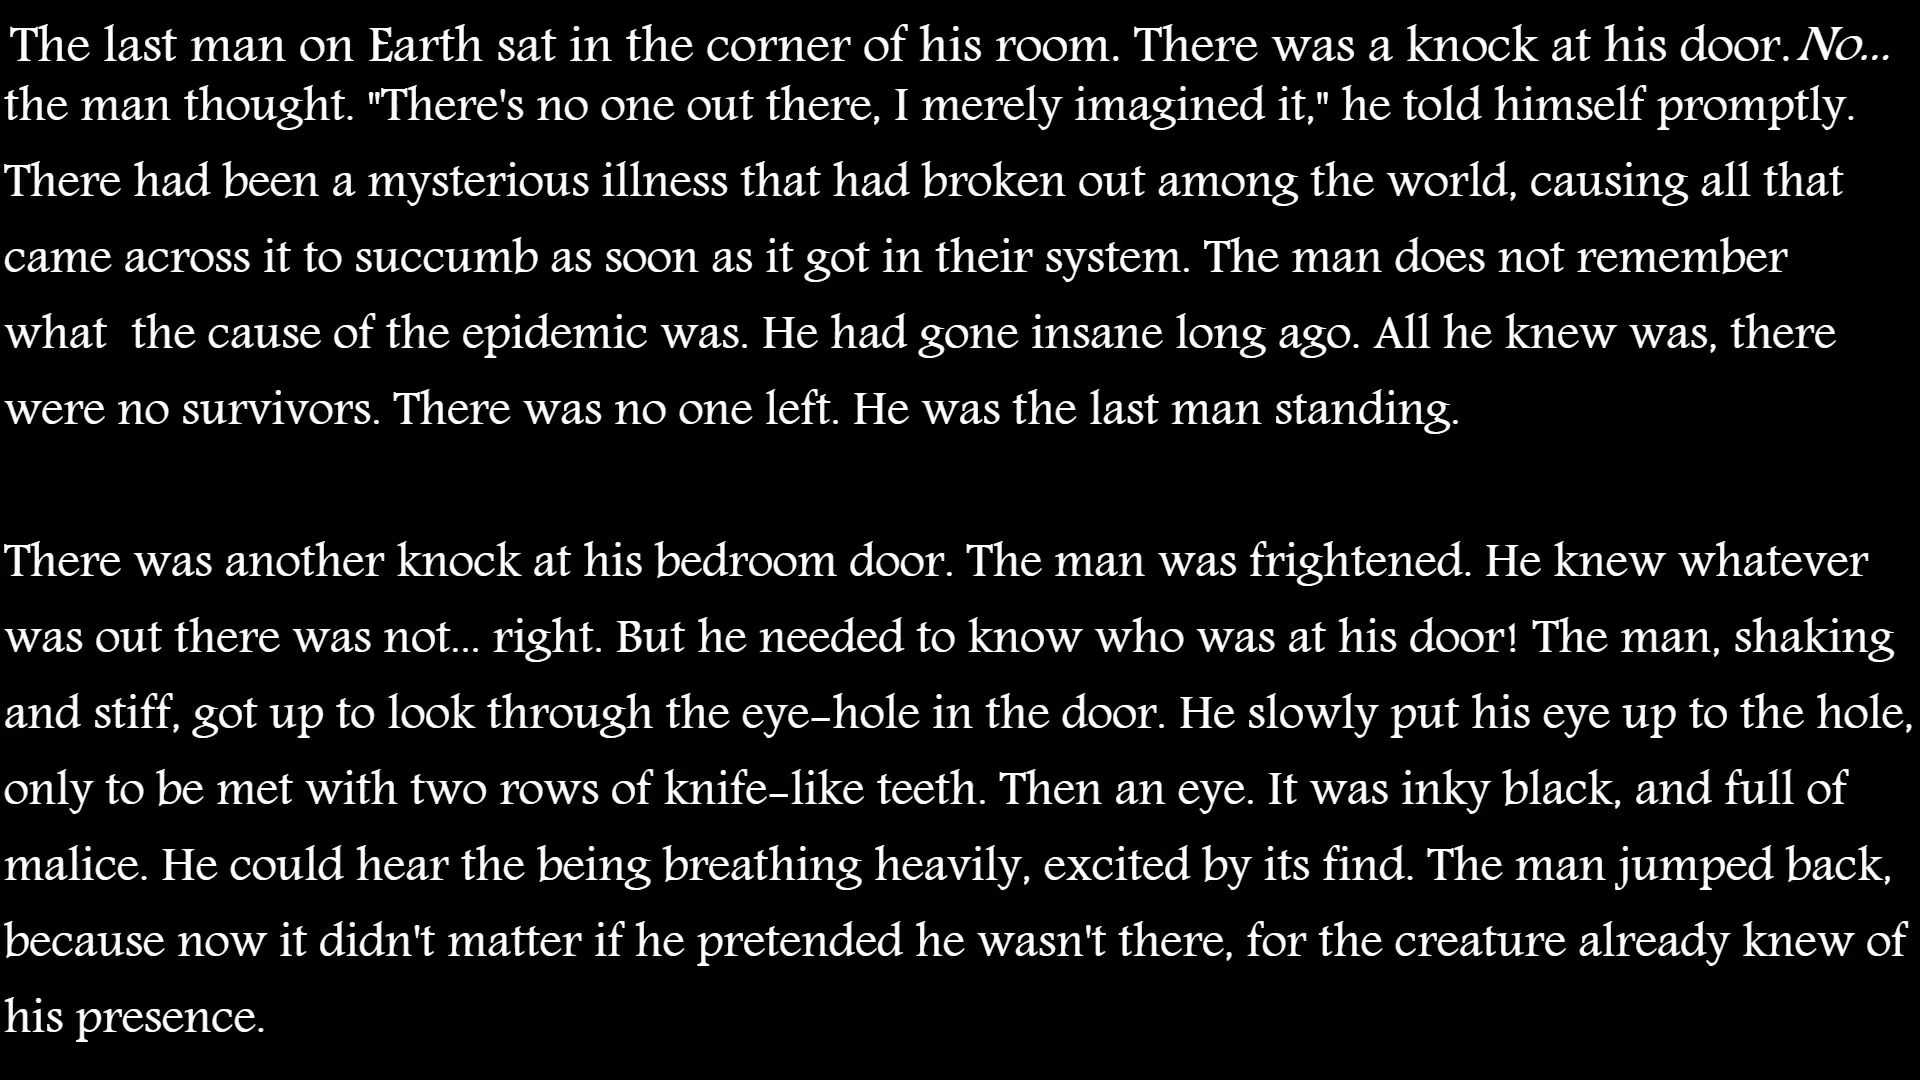 The last man on Earth sat in the corner of his room. There was a knock at his door. No...
the man thought. "There's no one out there, I merely imagined it," he told himself promptly.
There had been a mysterious illness that had broken out among the world, causing all that
came across it to succumb as soon as it got in their system. The man does not remember
what  the cause of the epidemic was. He had gone insane long ago. All he knew was, there
were no survivors. There was no one left. He was the last man standing.
There was another knock at his bedroom door. The man was frightened. He knew whatever
was out there was not... right. But he needed to know who was at his door! The man, shaking
and stiff, got up to look through the eye-hole in the door. He slowly put his eye up to the hole,
only to be met with two rows of knife-like teeth. Then an eye. It was inky black, and full of
malice. He could hear the being breathing heavily, excited by its find. The man jumped back,
because now it didn't matter if he pretended he wasn't there, for the creature already knew of
his presence.